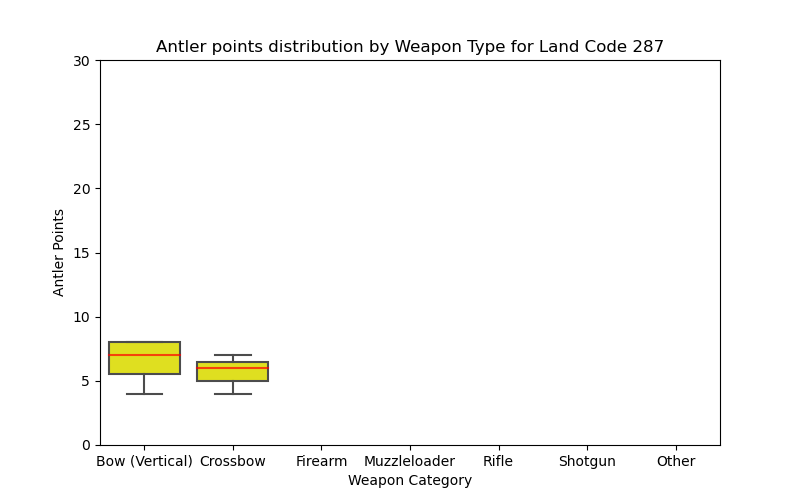 Antler points distribution by Weapon Type for Land Code 287
30
25
20
15
10
5
0
Antler Points
Bow (Vertical) Crossbow Firearm Muzzleloader Rifle Shotgun Other
Weapon Category